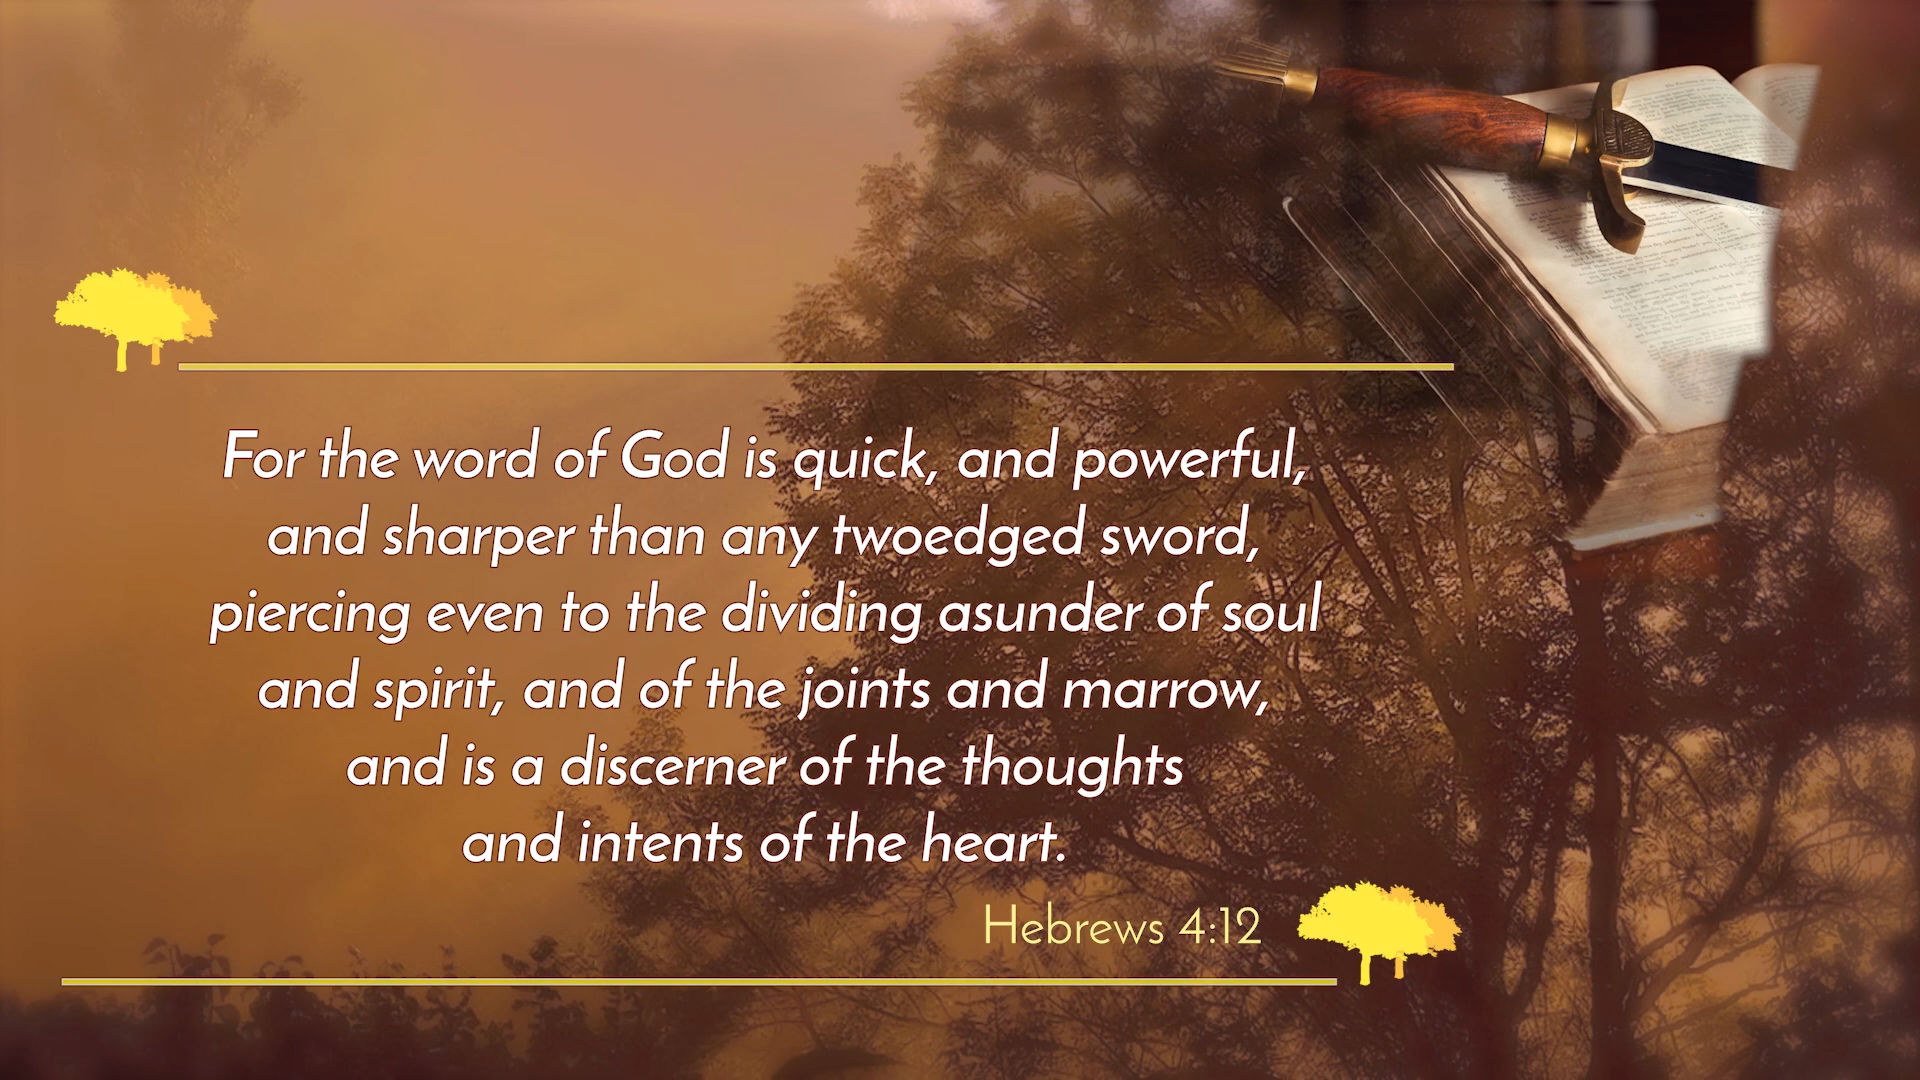 For the word of God is quick, and powerful,
and sharper than any twoedged sword,
piercing even to the dividing asunder of soul
and spirit, and of the joints and marrow,
and is a discerner of the thoughts
and intents of the heart.
Hebrews 4:12